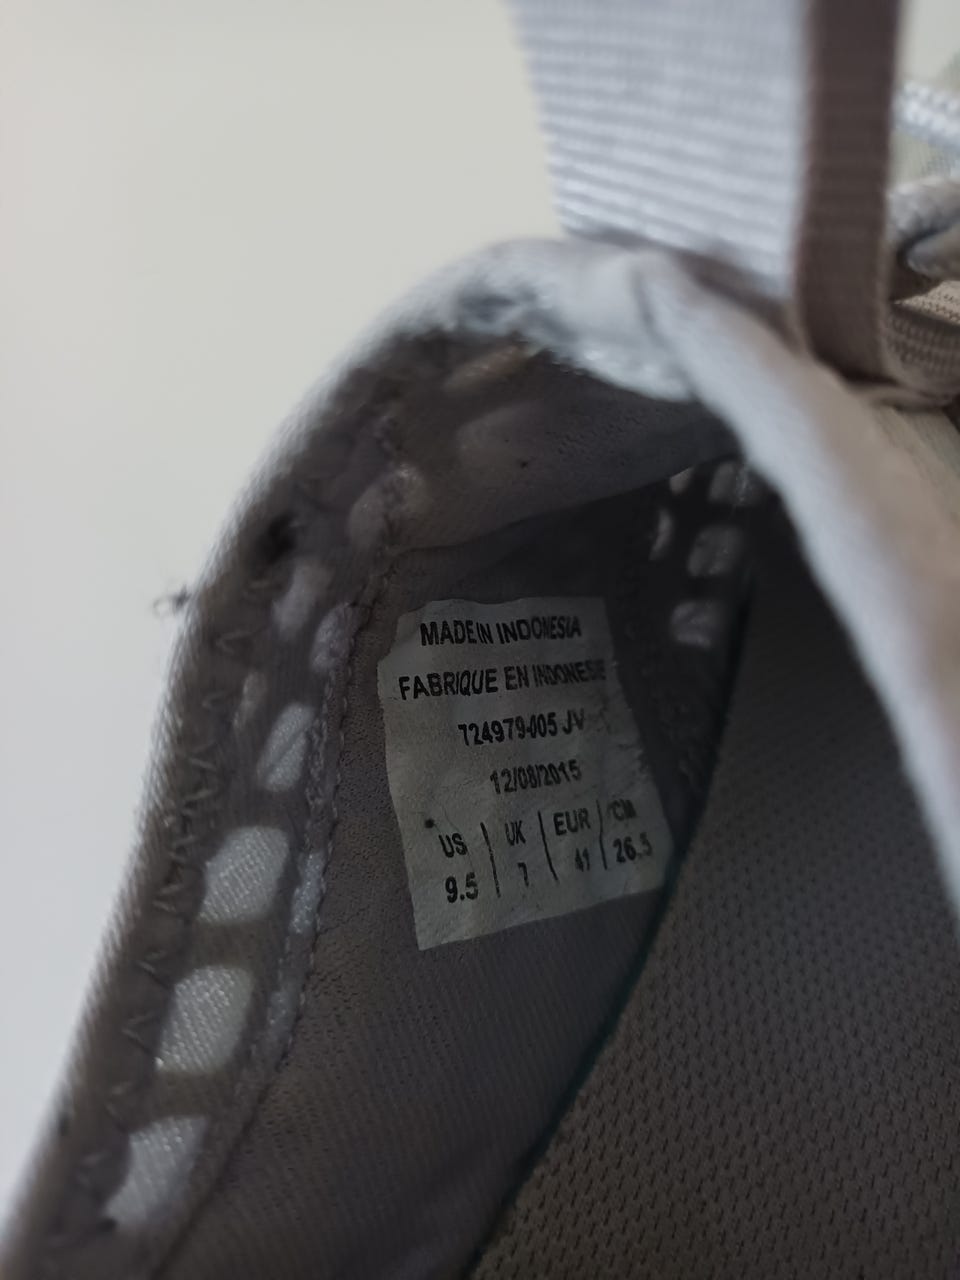 MADE IN INDONESIA
FABRIQUE EN INDONESIE
724979-005 JV
12/08/2015
US | UK | EUR | CM
9.5 | 7 | 41 | 26.5